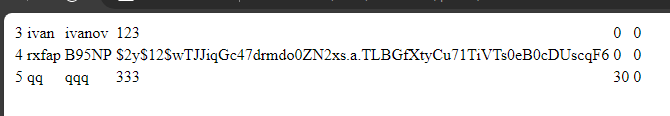 3 ivan ivanov 123 0 0
4 rxfap B95NP $2y$12$wTJJiqGc47drmdo0ZN2xs.a.TLBGfXtyCu71TiVTs0eB0cDUscqF6 0 0
5 qq qqq 333 30 0